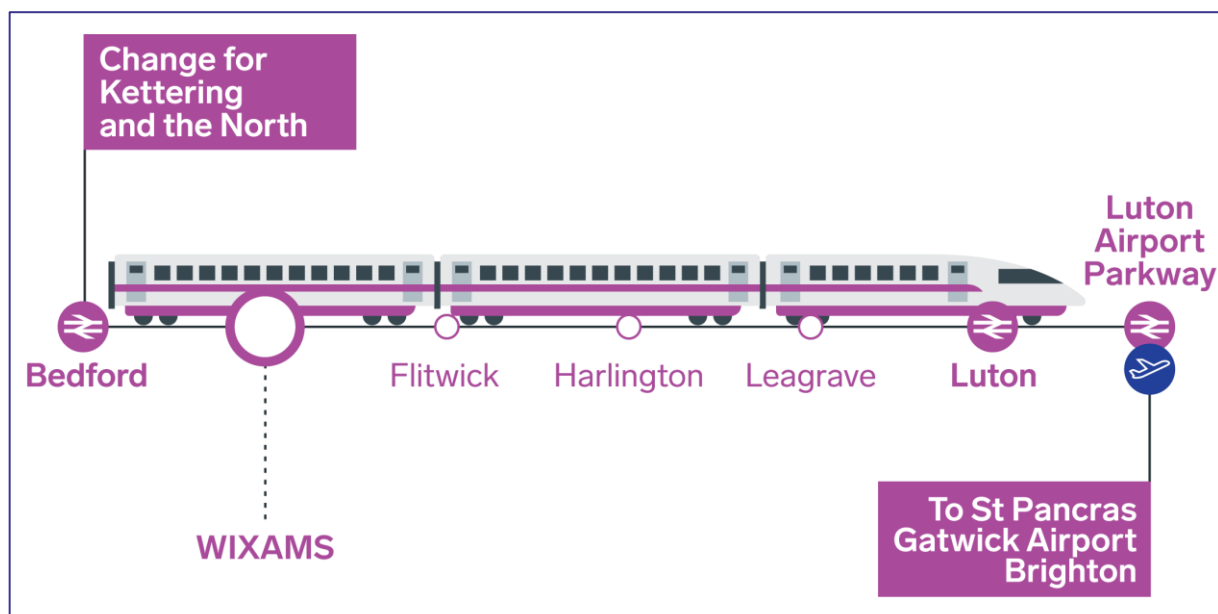 Change for
Kettering
and the North
Luton
Airport
Parkway
Bedford
Flitwick
Harlington
Leagrave
Luton
WIXAMS
To St Pancras
Gatwick Airport
Brighton